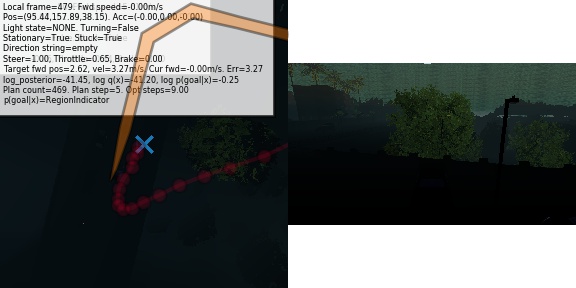 Local frame=479. Fwd speed=-0.00m/s
Pos=(95.44,157.89,38.15). Acc=(-0.00,0.00,-0.00)
Light state=NONE. Turning=False
Stationary=True. Stuck=True
Direction string=empty
Steer=1.00, Throttle=0.65, Brake=0.00
Target fwd pos=2.62, vel=3.27m/s. Cur fwd=-0.00m/s. Err=3.27
log_posterior=-41.45, log q(x)=-41.20, log p(goal|x)=-0.25
Plan count=469. Plan step=5. Opt steps=9.00
p(goal|x)=RegionIndicator